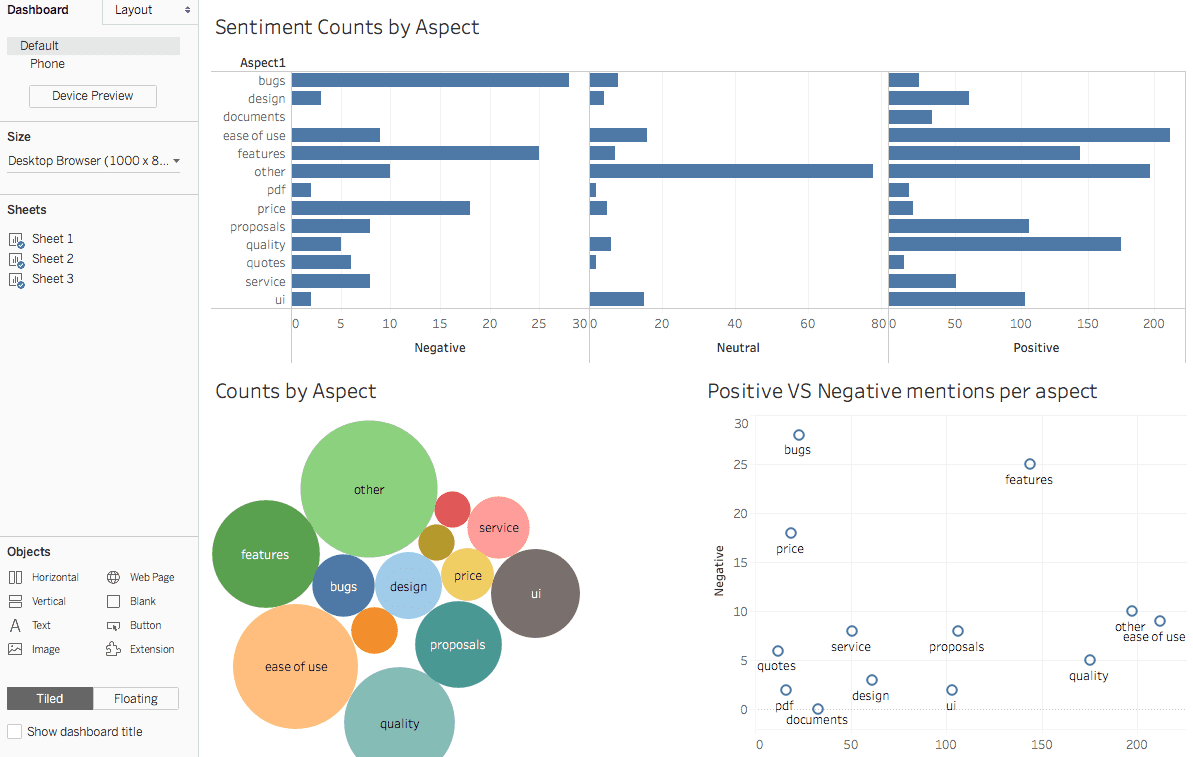 Dashboard
Layout
Default
Phone
Device Preview
Size
Desktop Browser (1000 x 8...
Sheets
Sheet 1
Sheet 2
Sheet 3
Objects
Horizontal Web Page
Vertical Blank
A Text Button
Image Extension
Tiled Floating
Show dashboard title
Sentiment Counts by Aspect
Aspect1
bugs
design
documents
ease of use
features
other
pdf
price
proposals
quality
quotes
service
ui
0 5 10 15 20 25 30 0 20 40 60 80 0 50 100 150 200
Negative Neutral Positive
Counts by Aspect
other
service
features
bugs
design
price
ui
proposals
ease of use
quality
Positive VS Negative mentions per aspect
Negative
30
25
20
15
10
5
0
bugs
features
price
other
ease of use
service
proposals
quotes
quality
design
pdf
ui
documents
0 50 100 150 200